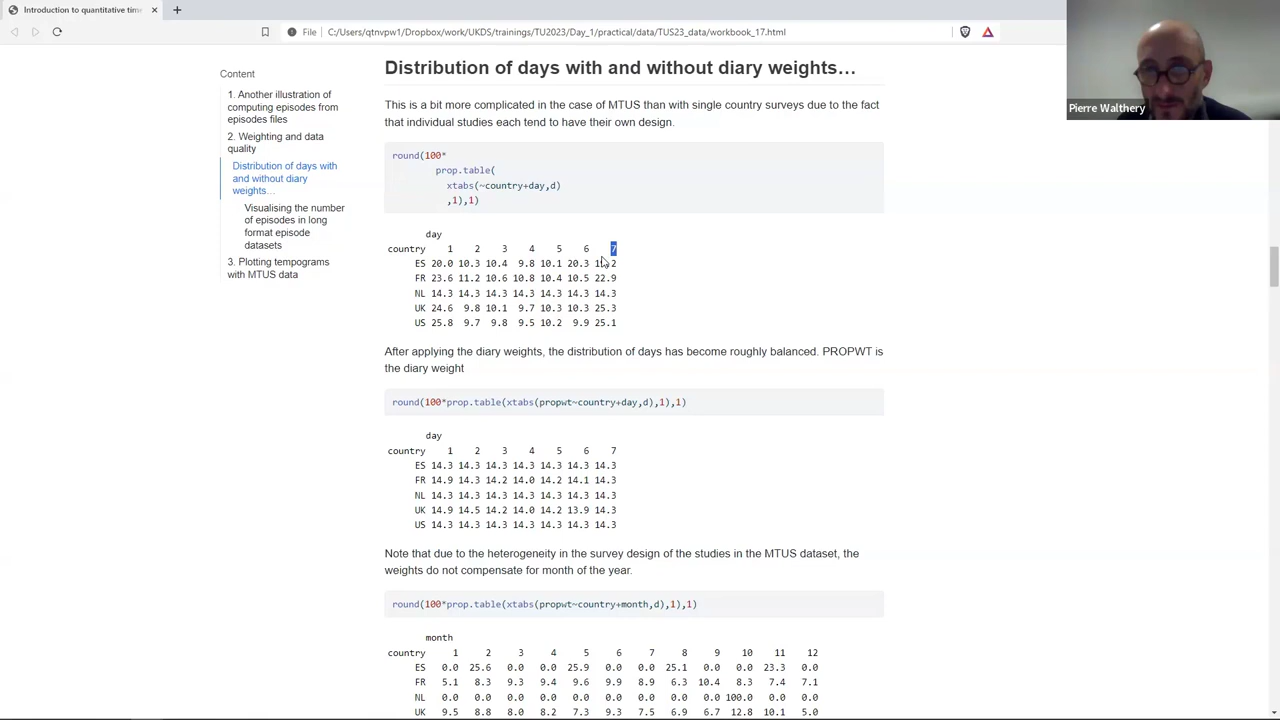 Introduction to quantitative tim
File
C:/Users/qtnvpw1/Dropbox/work/UKDS/trainings/TU2023/Day_1/practical/data/TUS23_data/workbook_17.html
Pierre Walthery
Content
1. Another illustration of
computing episodes from
episodes files
2. Weighting and data
quality
Distribution of days with
and without diary
weights…
Visualising the number
of episodes in long
format episode
datasets
3. Plotting tempograms
with MTUS data
Distribution of days with and without diary weights…
This is a bit more complicated in the case of MTUS than with single country surveys due to the fact
that individual studies each tend to have their own design.
round(100*
prop.table(
xtabs(~country+day,d)
,1),1)
day
country 1 2 3 4 5 6 7
ES 20.0 10.3 10.4 9.8 10.1 20.3
FR 23.6 11.2 10.6 10.8 10.4 10.5 22.9
NL 14.3 14.3 14.3 14.3 14.3 14.3 14.3
UK 24.6 9.8 10.1 9.7 10.3 10.3 25.3
US 25.8 9.7 9.8 9.5 10.2 9.9 25.1
After applying the diary weights, the distribution of days has become roughly balanced. PROPWT is
the diary weight
round(100*prop.table(xtabs(propwt~country+day,d),1),1)
day
country 1 2 3 4 5 6 7
ES 14.3 14.3 14.3 14.3 14.3 14.3 14.3
FR 14.9 14.3 14.2 14.0 14.2 14.1 14.3
NL 14.3 14.3 14.3 14.3 14.3 14.3 14.3
UK 14.9 14.5 14.2 14.0 14.2 13.9 14.3
US 14.3 14.3 14.3 14.3 14.3 14.3 14.3
Note that due to the heterogeneity in the survey design of the studies in the MTUS dataset, the
weights do not compensate for month of the year.
round(100*prop.table(xtabs(propwt~country+month,d),1),1)
month
country 1 2 3 4 5 6 7 8 9 10 11 12
ES 0.0 25.6 0.0 0.0 25.9 0.0 0.0 25.1 0.0 0.0 23.3 0.0
FR 5.1 8.3 9.3 9.4 9.6 9.9 8.9 6.3 10.4 8.3 7.4 7.1
NL 0.0 0.0 0.0 0.0 0.0 0.0 0.0 0.0 0.0 100.0 0.0 0.0
UK 9.5 8.8 8.0 8.2 7.3 9.3 7.5 6.9 6.7 12.8 10.1 5.0